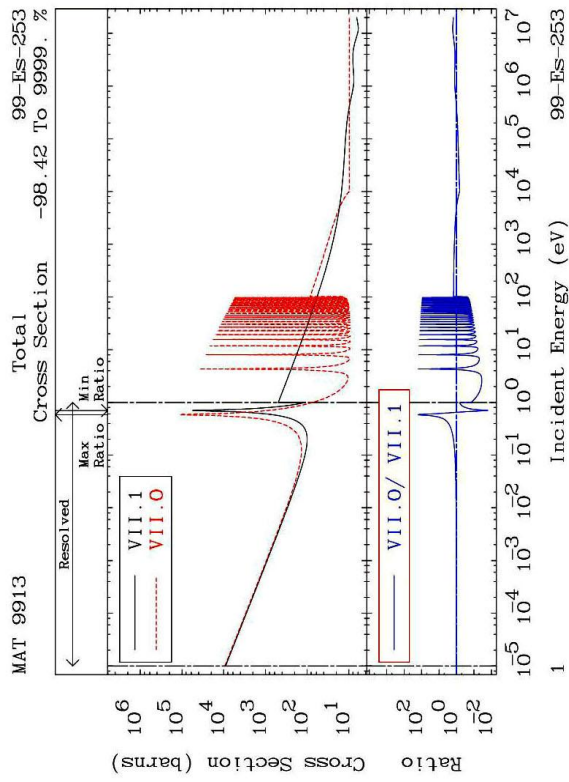 MAT 9913
Total
99-Es-253
Cross Section
-98.42 To 9999. %
Resolved
Max
Ratio
Min
Ratio
VII.1
VII.0
10^6
10^5
10^4
10^3
10^2
10^1
Cross Section (barns)
VII.0/ VII.1
10^2
10^0
10^-2
Ratio
10^-5
10^-4
10^-3
10^-2
10^-1
10^0
10^1
10^2
10^3
10^4
10^5
10^6
10^7
1
Incident Energy (eV)
99-Es-253